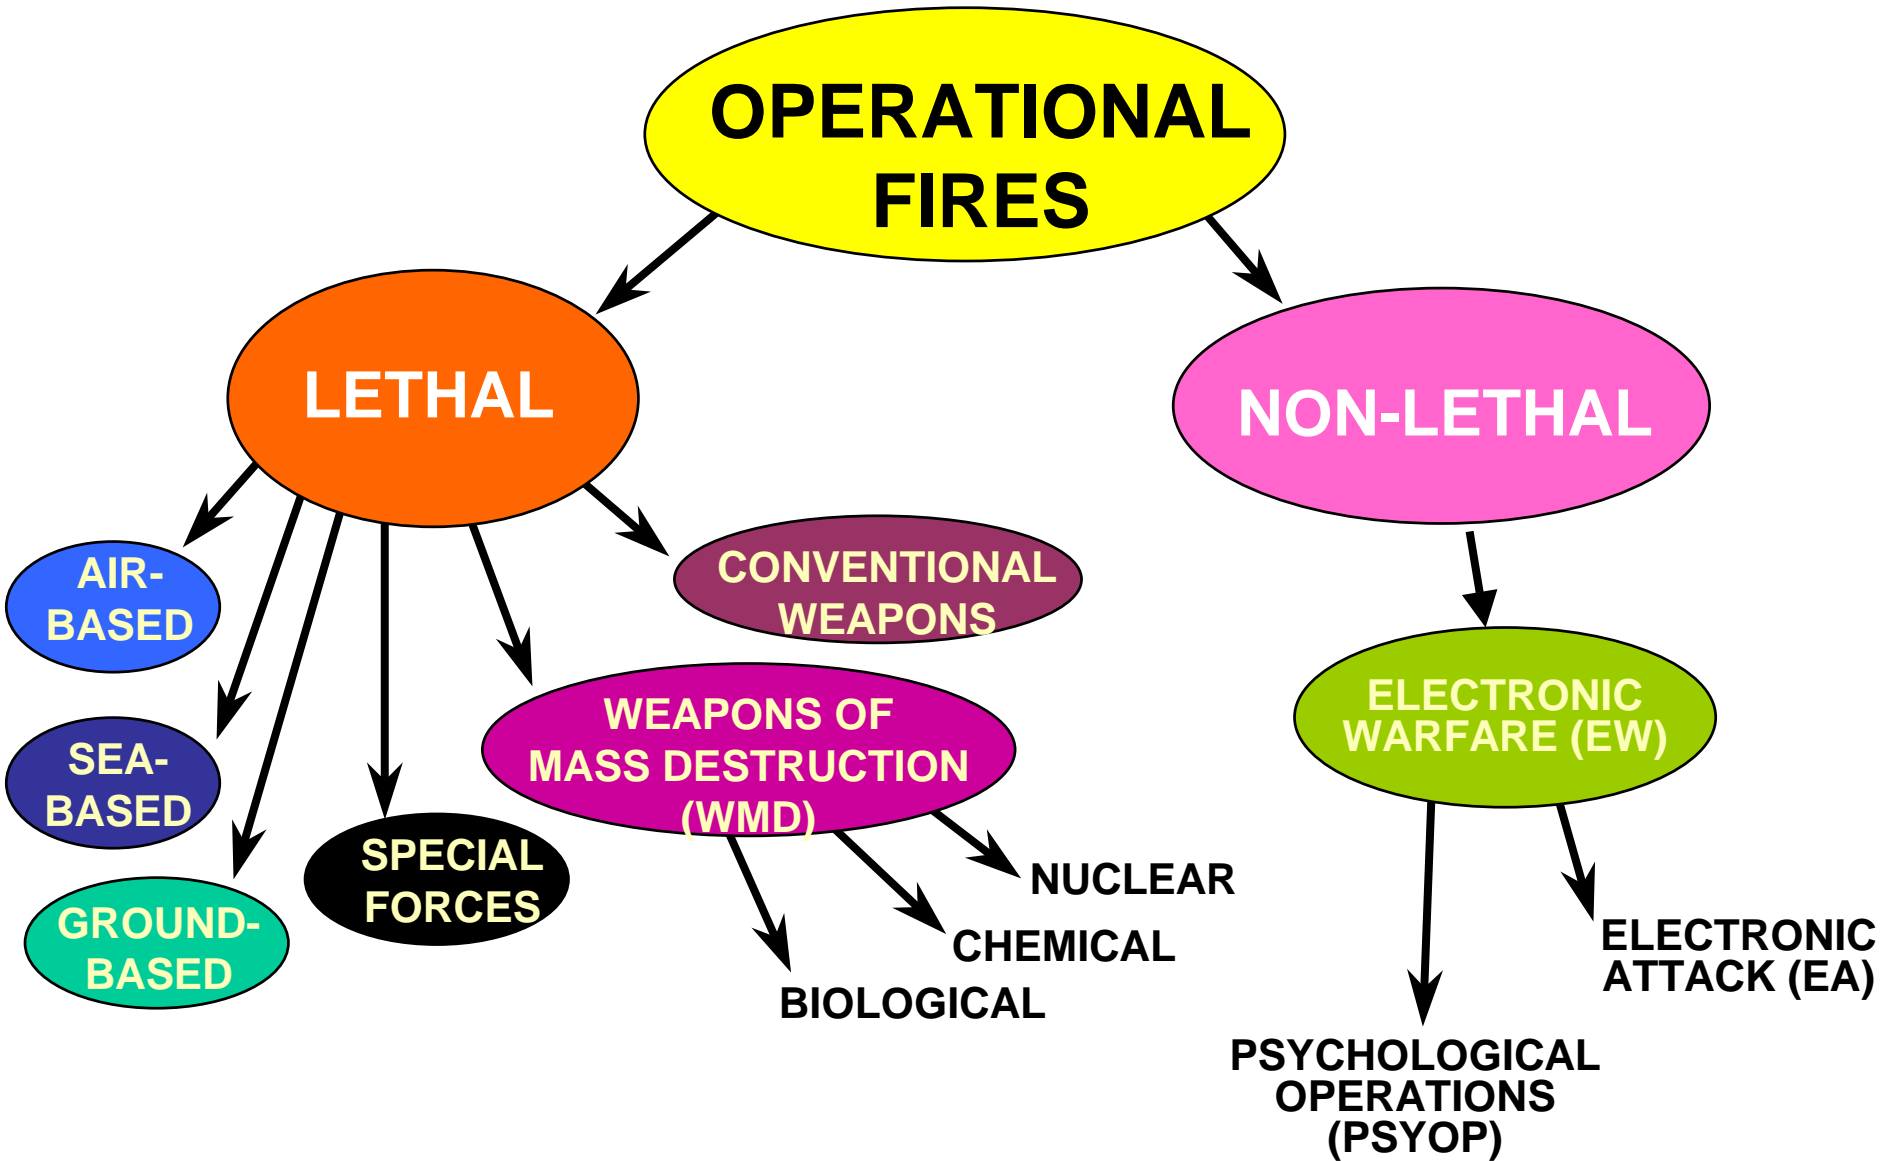 OPERATIONAL
FIRES
LETHAL
NON-LETHAL
AIR-
BASED
SEA-
BASED
GROUND-
BASED
SPECIAL
FORCES
CONVENTIONAL
WEAPONS
WEAPONS OF
MASS DESTRUCTION
(WMD)
NUCLEAR
CHEMICAL
BIOLOGICAL
ELECTRONIC
WARFARE (EW)
ELECTRONIC
ATTACK (EA)
PSYCHOLOGICAL
OPERATIONS
(PSYOP)